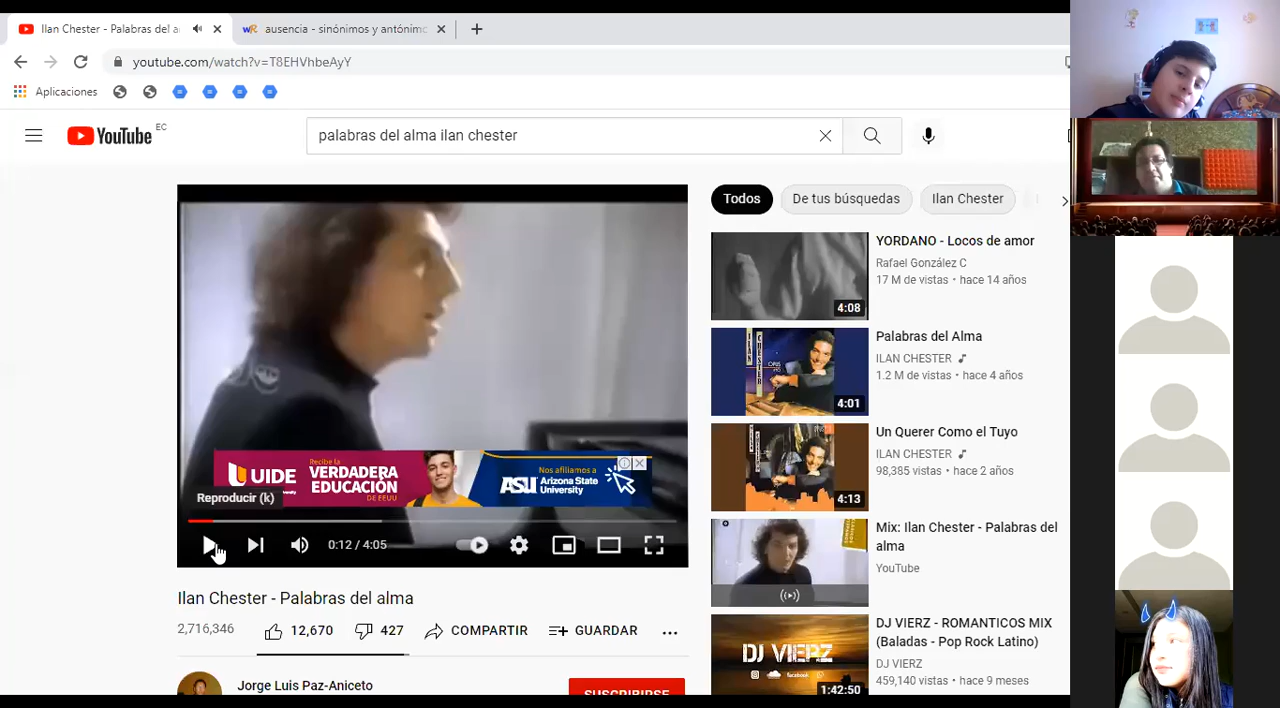 Ilan Chester - Palabras del a
ausencia - sinónimos y antónimo
youtube.com/watch?v=T8EHVhbeAyY
Aplicaciones
YouTube EC
palabras del alma ilan chester
Todos
De tus búsquedas
Ilan Chester
YORDANO - Locos de amor
Rafael González C
17 M de vistas • hace 14 años
4:08
Palabras del Alma
ILAN CHESTER
1.2 M de vistas • hace 4 años
4:01
Un Querer Como el Tuyo
ILAN CHESTER
98,385 vistas • hace 2 años
4:13
Mix: Ilan Chester - Palabras del
alma
YouTube
DJ VIERZ - ROMANTICOS MIX
(Baladas - Pop Rock Latino)
DJ VIERZ
459,140 vistas • hace 9 meses
DJ VIERZ
1:42:50
UIDE
Recibe la
VERDADERA
EDUCACIÓN
DE EEUU
ASU
Nos afiliamos a
Arizona State
University
Reproducir (k)
0:12 / 4:05
Ilan Chester - Palabras del alma
2,716,346
12,670
427
COMPARTIR
GUARDAR
Jorge Luis Paz-Aniceto
SUSCRIBIRSE